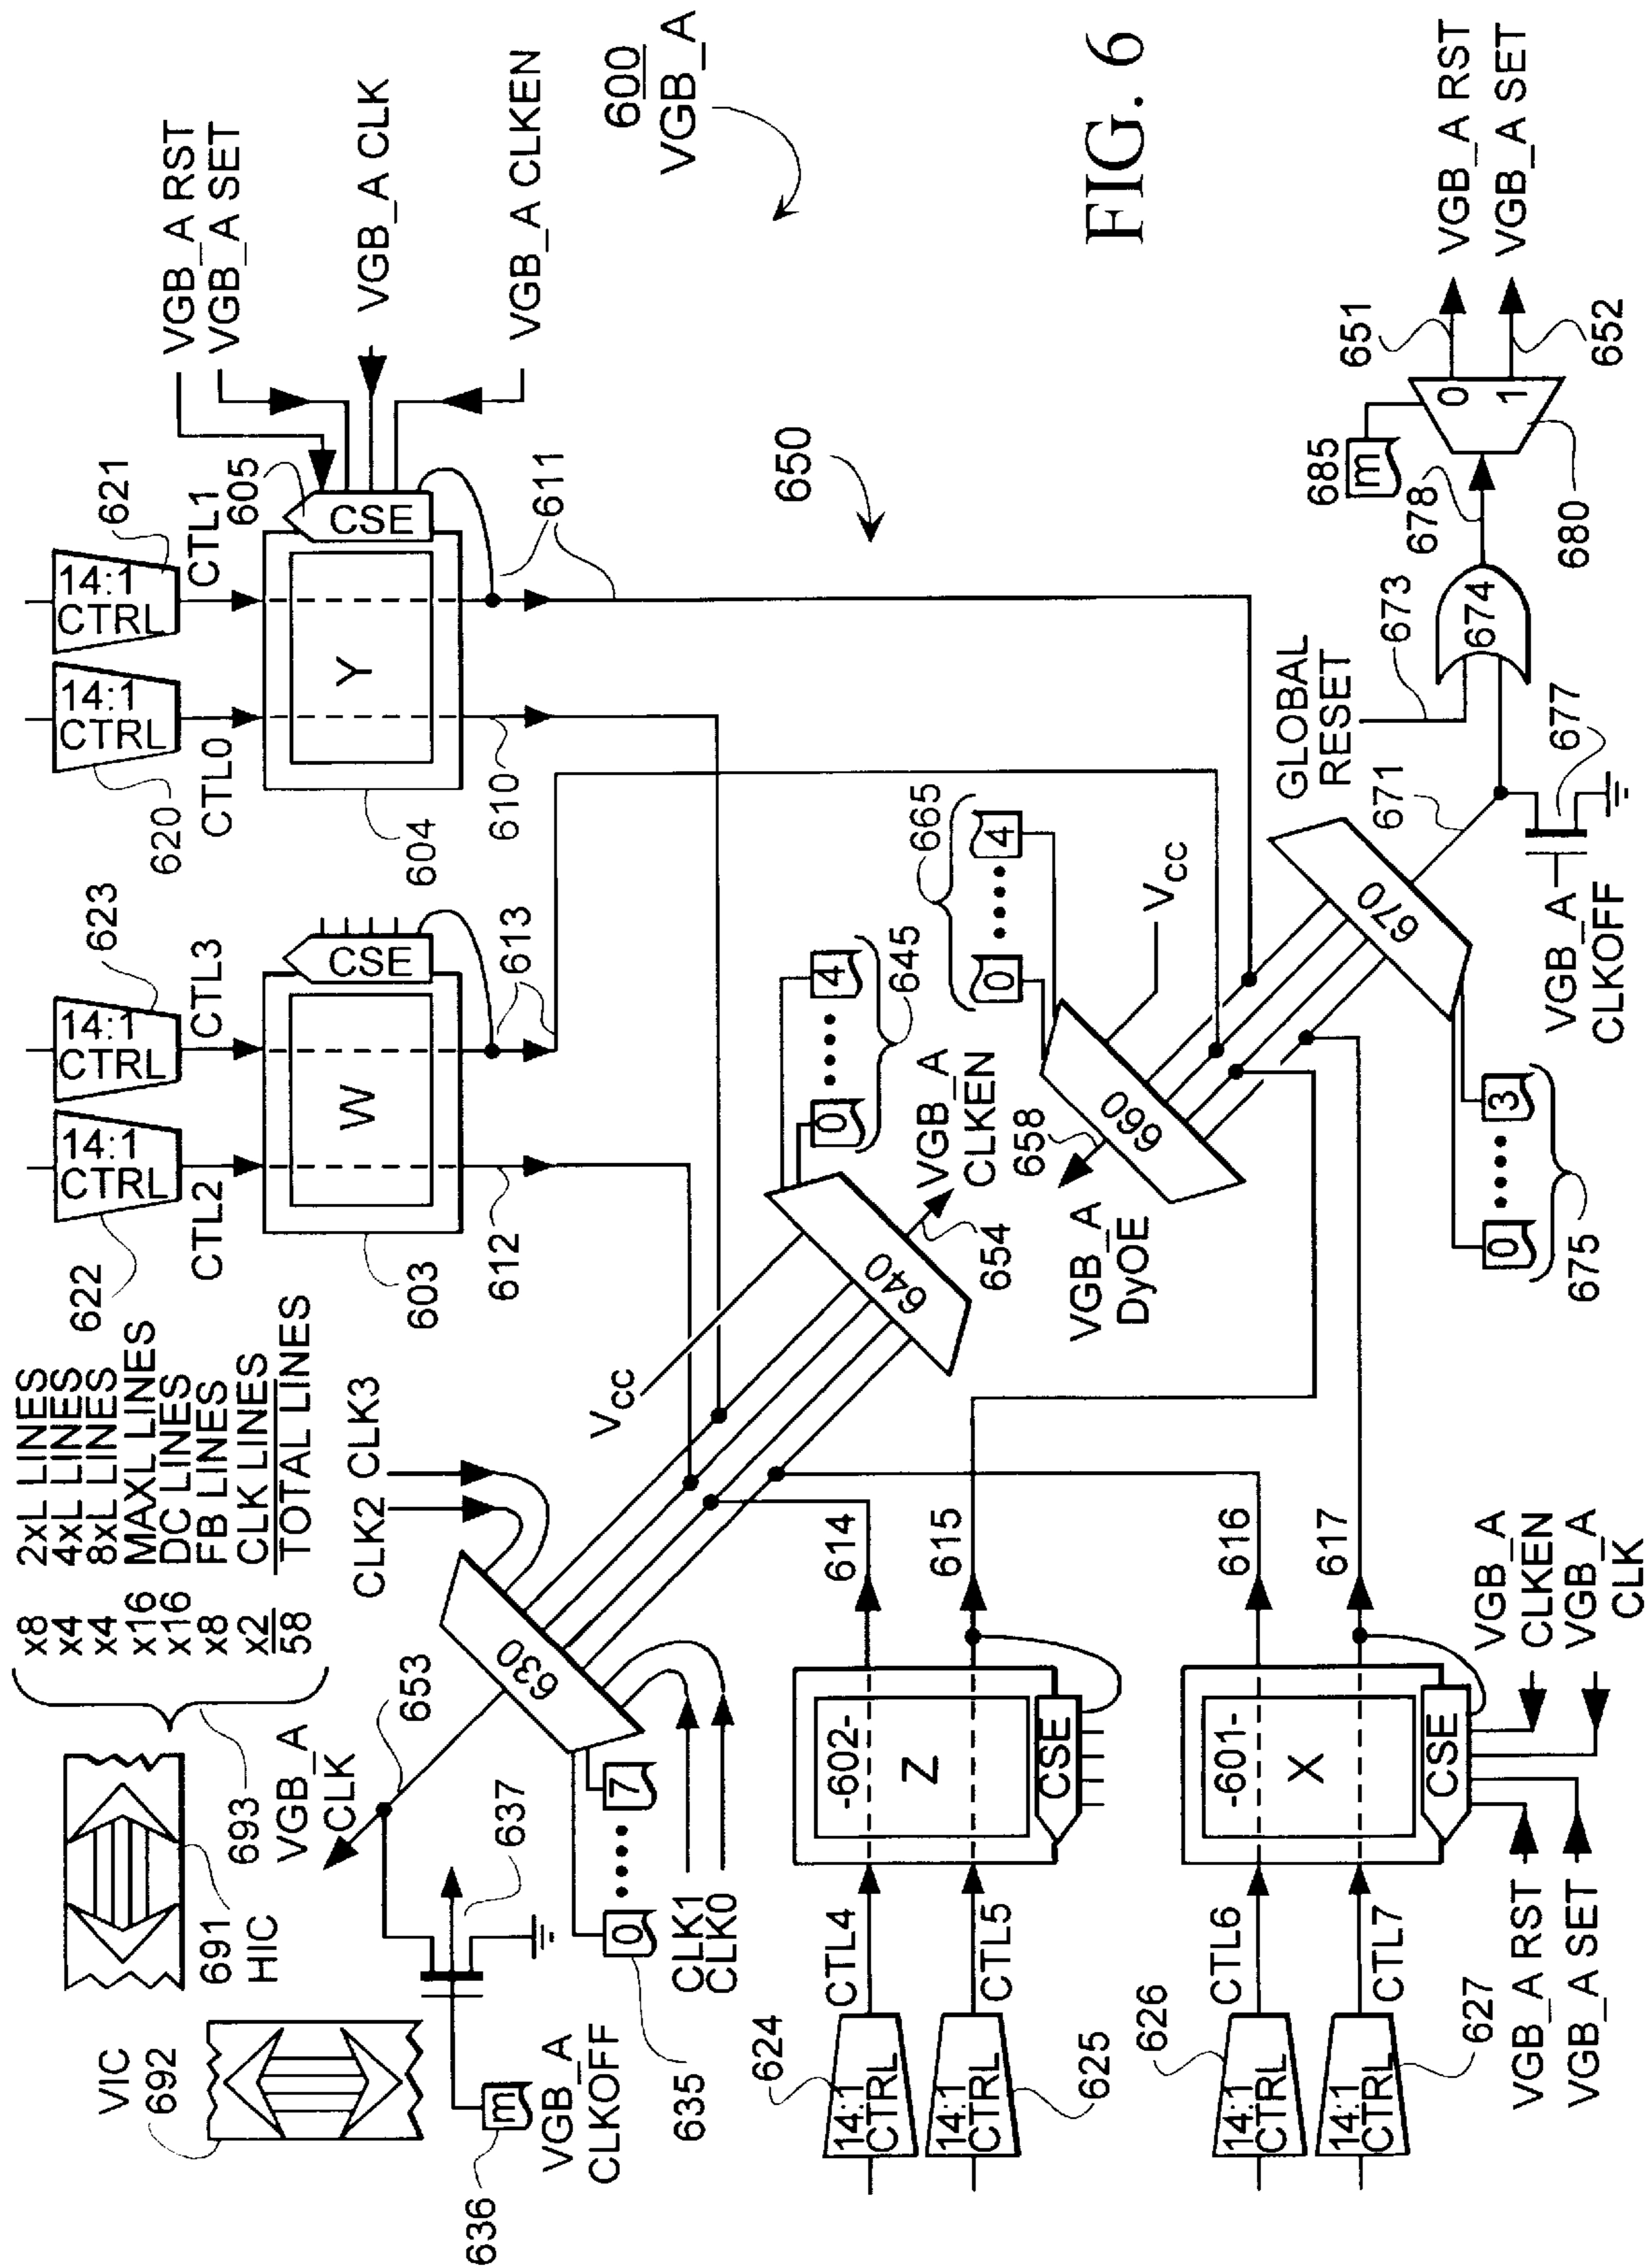 x8 2xL LINES
x4 4xL LINES
x4 8xL LINES
x16 MAXL LINES
x16 DC LINES
x8 FB LINES
x2 CLK LINES
58 TOTAL LINES
691
HIC
693
VIC
692
622
14:1
CTRL
CTL2
623
14:1
CTRL
CTL3
W
CSE
603
612
613
620
14:1
CTRL
CTL0
621
14:1
CTRL
CTL1
605
Y
CSE
604
610
611
VGB_A RST
VGB_A SET
VGB_A CLK
VGB_A CLKEN
600
VGB_A
VGB_A
CLK
653
637
m
636
VGB_A
CLKOFF
630
0 ····· 7
635
CLK1
CLK0
CLK2
CLK3
Vcc
640
0 ····· 4
645
VGB_A
CLKEN
654
650
624
14:1
CTRL
CTL4
625
14:1
CTRL
CTL5
-602-
Z
CSE
614
615
626
14:1
CTRL
CTL6
627
14:1
CTRL
CTL7
-601-
X
CSE
616
617
VGB_A RST
VGB_A SET
VGB_A
CLKEN
VGB_A
CLK
658
VGB_A
DyOE
660
0 ····· 4
665
Vcc
670
0 ····· 3
675
671
VGB_A
CLKOFF
677
GLOBAL
RESET
673
674
678
685
m
0
1
680
651
652
VGB_A RST
VGB_A SET
FIG. 6